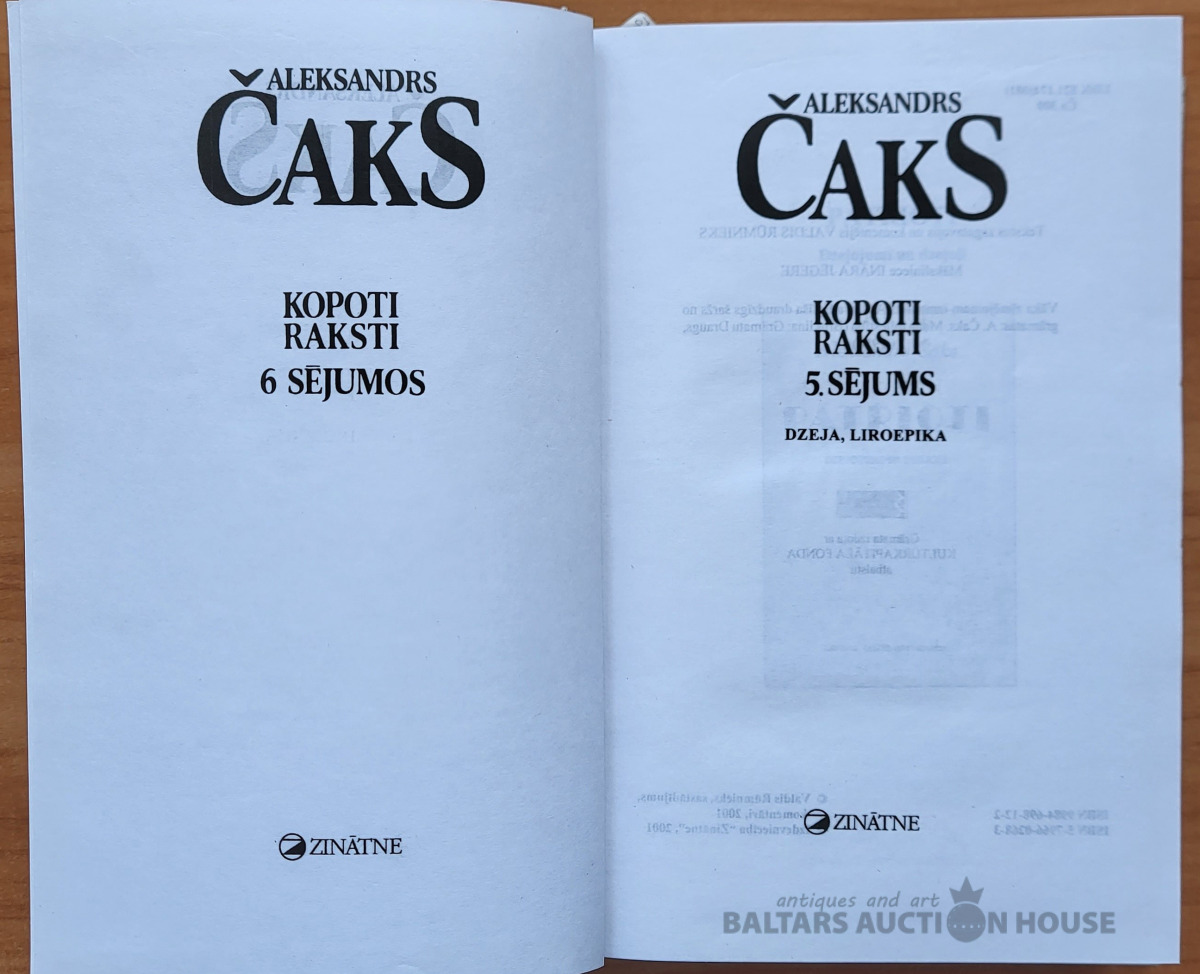 ALEKSANDRS
ČAKS
KOPOTI
RAKSTI
6 SĒJUMOS
ZINĀTNE
ALEKSANDRS
ČAKS
KOPOTI
RAKSTI
5. SĒJUMS
DZEJA, LIROEPIKA
ZINĀTNE
antiques and art
BALTARS AUCTION HOUSE